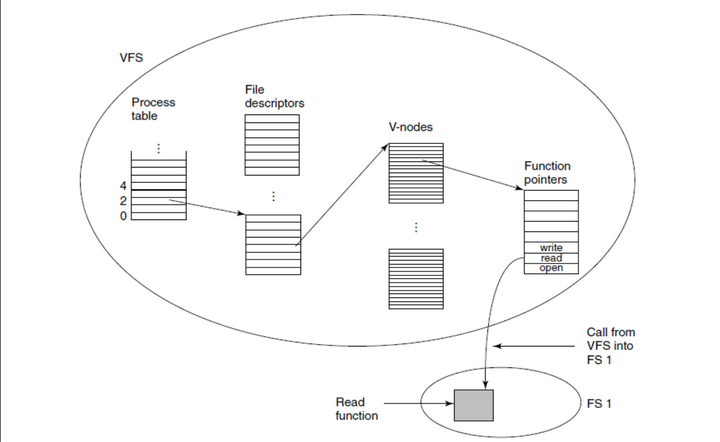 VFS
Process
table
⋮
4
2
0
File
descriptors
⋮
V-nodes
⋮
Function
pointers
write
read
open
Call from
VFS into
FS 1
Read
function
FS 1